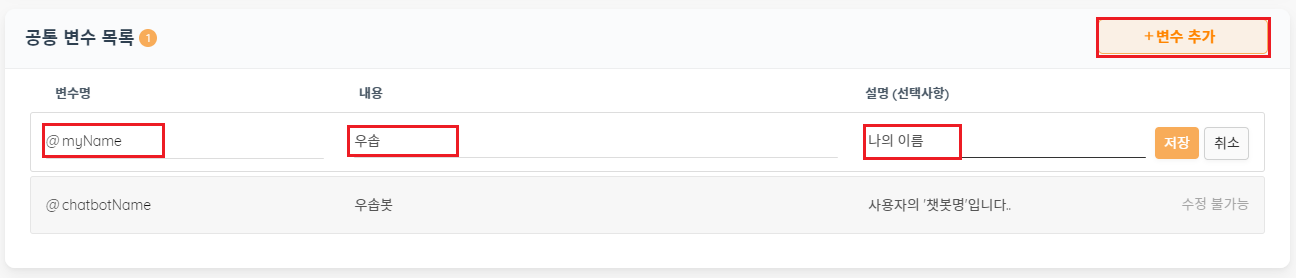 공통 변수 목록 1
+변수 추가
변수명 내용 설명 (선택사항)
@ myName 우솝 나의 이름 저장 취소
@ chatbotName 우솝봇 사용자의 '챗봇명'입니다.. 수정 불가능